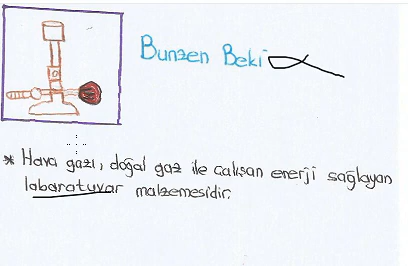 Bunzen Beki
* Hava gazı, doğal gaz ile çalışan enerji sağlayan
labaratuvar malzemesidir.